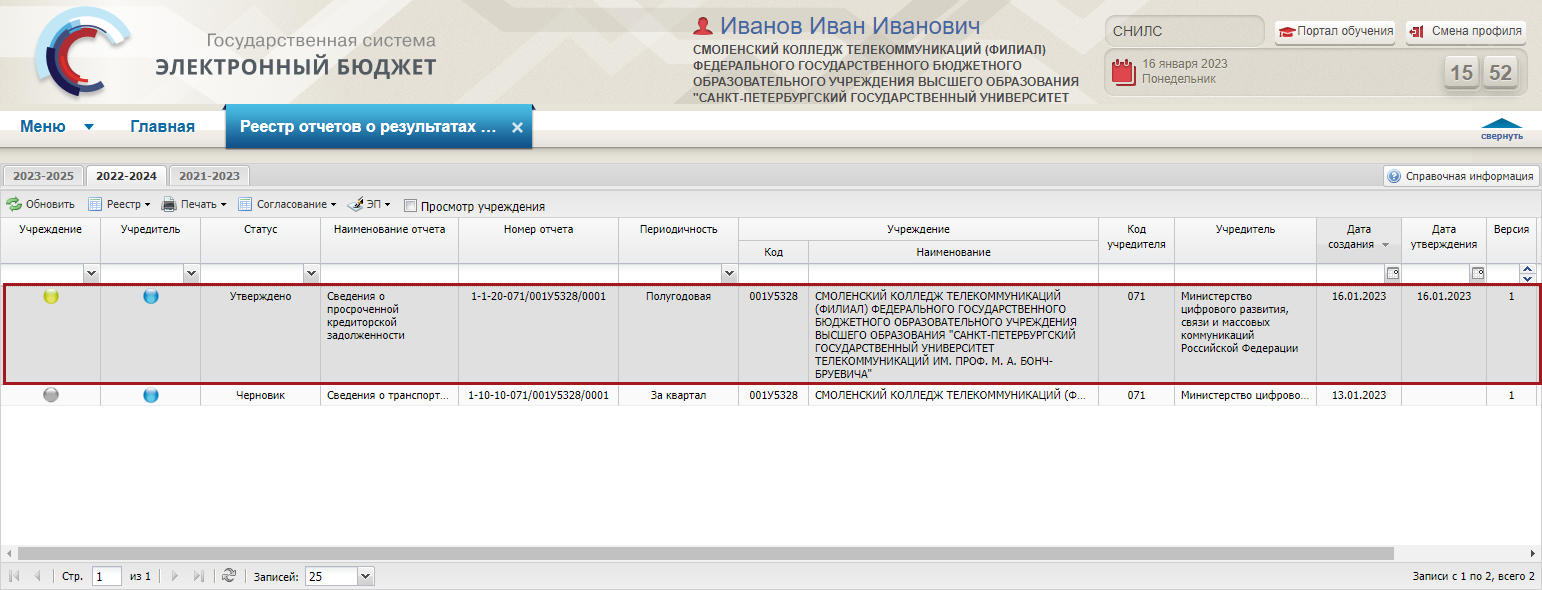 Государственная система
ЭЛЕКТРОННЫЙ БЮДЖЕТ
Иванов Иван Иванович
СМОЛЕНСКИЙ КОЛЛЕДЖ ТЕЛЕКОММУНИКАЦИЙ (ФИЛИАЛ)
ФЕДЕРАЛЬНОГО ГОСУДАРСТВЕННОГО БЮДЖЕТНОГО
ОБРАЗОВАТЕЛЬНОГО УЧРЕЖДЕНИЯ ВЫСШЕГО ОБРАЗОВАНИЯ
"САНКТ-ПЕТЕРБУРГСКИЙ ГОСУДАРСТВЕННЫЙ УНИВЕРСИТЕТ
СНИЛС
Портал обучения
Смена профиля
16 января 2023
Понедельник
15 52
Меню
Главная
Реестр отчетов о результатах ...
свернуть
2023-2025
2022-2024
2021-2023
Справочная информация
Обновить
Реестр
Печать
Согласование
ЭП
Просмотр учреждения
Учреждение
Учредитель
Статус
Наименование отчета
Номер отчета
Периодичность
Учреждение
Код
Наименование
Код
учредителя
Учредитель
Дата
создания
Дата
утверждения
Версия
Утверждено
Сведения о
просроченной
кредиторской
задолженности
1-1-20-071/001У5328/0001
Полугодовая
001У5328
СМОЛЕНСКИЙ КОЛЛЕДЖ ТЕЛЕКОММУНИКАЦИЙ
(ФИЛИАЛ) ФЕДЕРАЛЬНОГО ГОСУДАРСТВЕННОГО
БЮДЖЕТНОГО ОБРАЗОВАТЕЛЬНОГО УЧРЕЖДЕНИЯ
ВЫСШЕГО ОБРАЗОВАНИЯ "САНКТ-ПЕТЕРБУРГСКИЙ
ГОСУДАРСТВЕННЫЙ УНИВЕРСИТЕТ
ТЕЛЕКОММУНИКАЦИЙ ИМ. ПРОФ. М. А. БОНЧ-
БРУЕВИЧА"
071
Министерство
цифрового развития,
связи и массовых
коммуникаций
Российской Федерации
16.01.2023
16.01.2023
1
Черновик
Сведения о транспорт...
1-10-10-071/001У5328/0001
За квартал
001У5328
СМОЛЕНСКИЙ КОЛЛЕДЖ ТЕЛЕКОММУНИКАЦИЙ (Ф...
071
Министерство цифрово...
13.01.2023
1
Стр.
1
из 1
Записей:
25
Записи с 1 по 2, всего 2